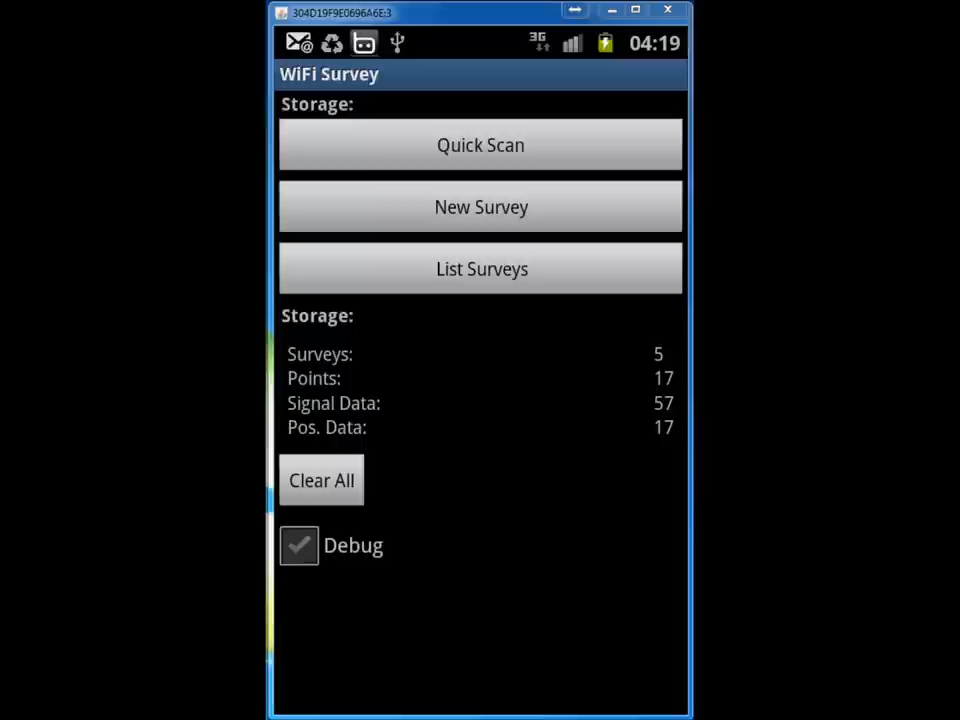 304D19F9E0696A6E:3
3G 04:19
WiFi Survey
Storage:
Quick Scan
New Survey
List Surveys
Storage:
Surveys: 5
Points: 17
Signal Data: 57
Pos. Data: 17
Clear All
Debug